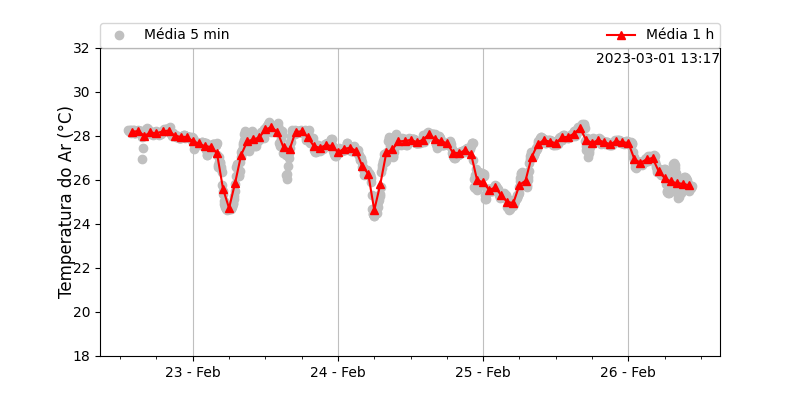 Média 5 min
Média 1 h
2023-03-01 13:17
Temperatura do Ar (°C)
32
30
28
26
24
22
20
18
23 - Feb
24 - Feb
25 - Feb
26 - Feb